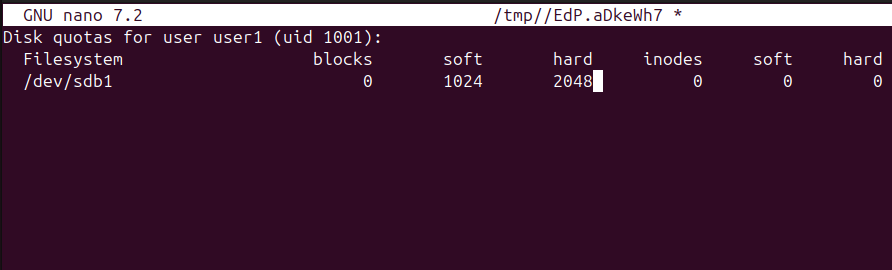 GNU nano 7.2 /tmp//EdP.aDkeWh7 *
Disk quotas for user user1 (uid 1001):
Filesystem blocks soft hard inodes soft hard
/dev/sdb1 0 1024 2048 0 0 0